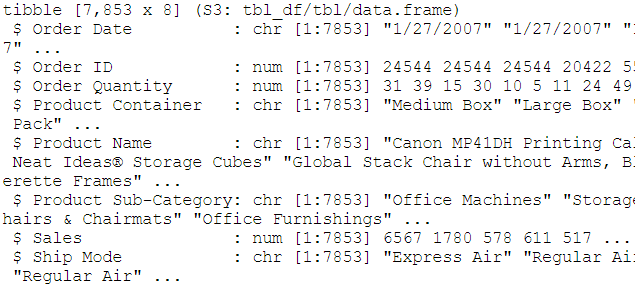 tibble [7,853 x 8] (S3: tbl_df/tbl/data.frame)
$ Order Date : chr [1:7853] "1/27/2007" "1/27/2007" "1
7" ...
$ Order ID : num [1:7853] 24544 24544 24544 20422 55
$ Order Quantity : num [1:7853] 31 39 15 30 10 5 11 24 49
$ Product Container : chr [1:7853] "Medium Box" "Large Box" "
Pack" ...
$ Product Name : chr [1:7853] "Canon MP41DH Printing Cal
Neat Ideas® Storage Cubes" "Global Stack Chair without Arms, Bl
erette Frames" ...
$ Product Sub-Category: chr [1:7853] "Office Machines" "Storage
hairs & Chairmats" "Office Furnishings" ...
$ Sales : num [1:7853] 6567 1780 578 611 517 ...
$ Ship Mode : chr [1:7853] "Express Air" "Regular Air
"Regular Air" ...